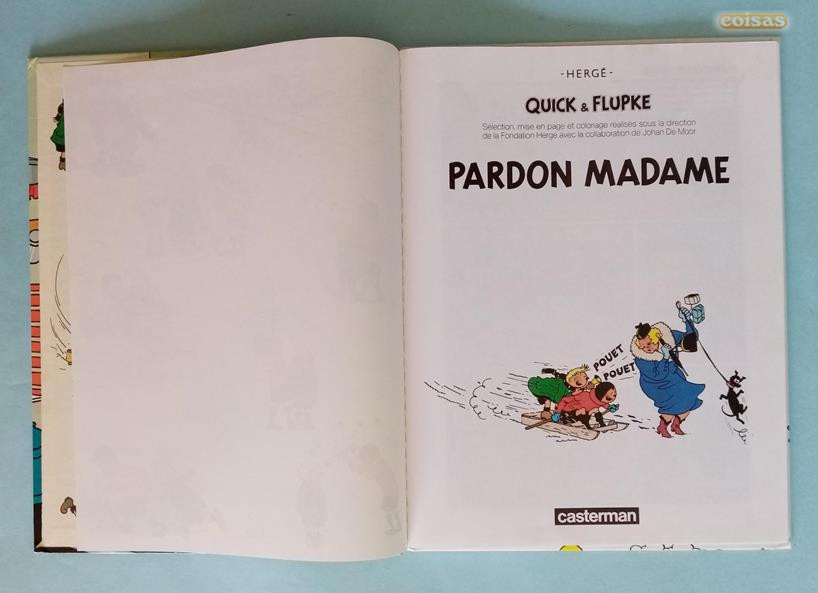 coisas
-HERGÉ-
QUICK & FLUPKE
Sélection, mise en page et coloriage réalisés sous la direction
de la Fondation Hergé avec la collaboration de Johan De Moor
PARDON MADAME
POUET
POUET
casterman